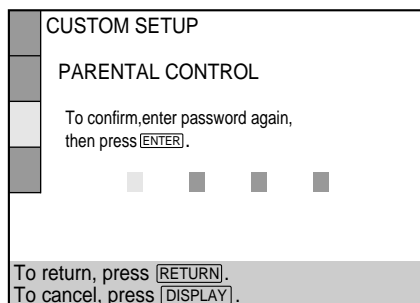 CUSTOM SETUP
PARENTAL CONTROL
To confirm,enter password again,
then press ENTER.
To return, press RETURN.
To cancel, press DISPLAY.